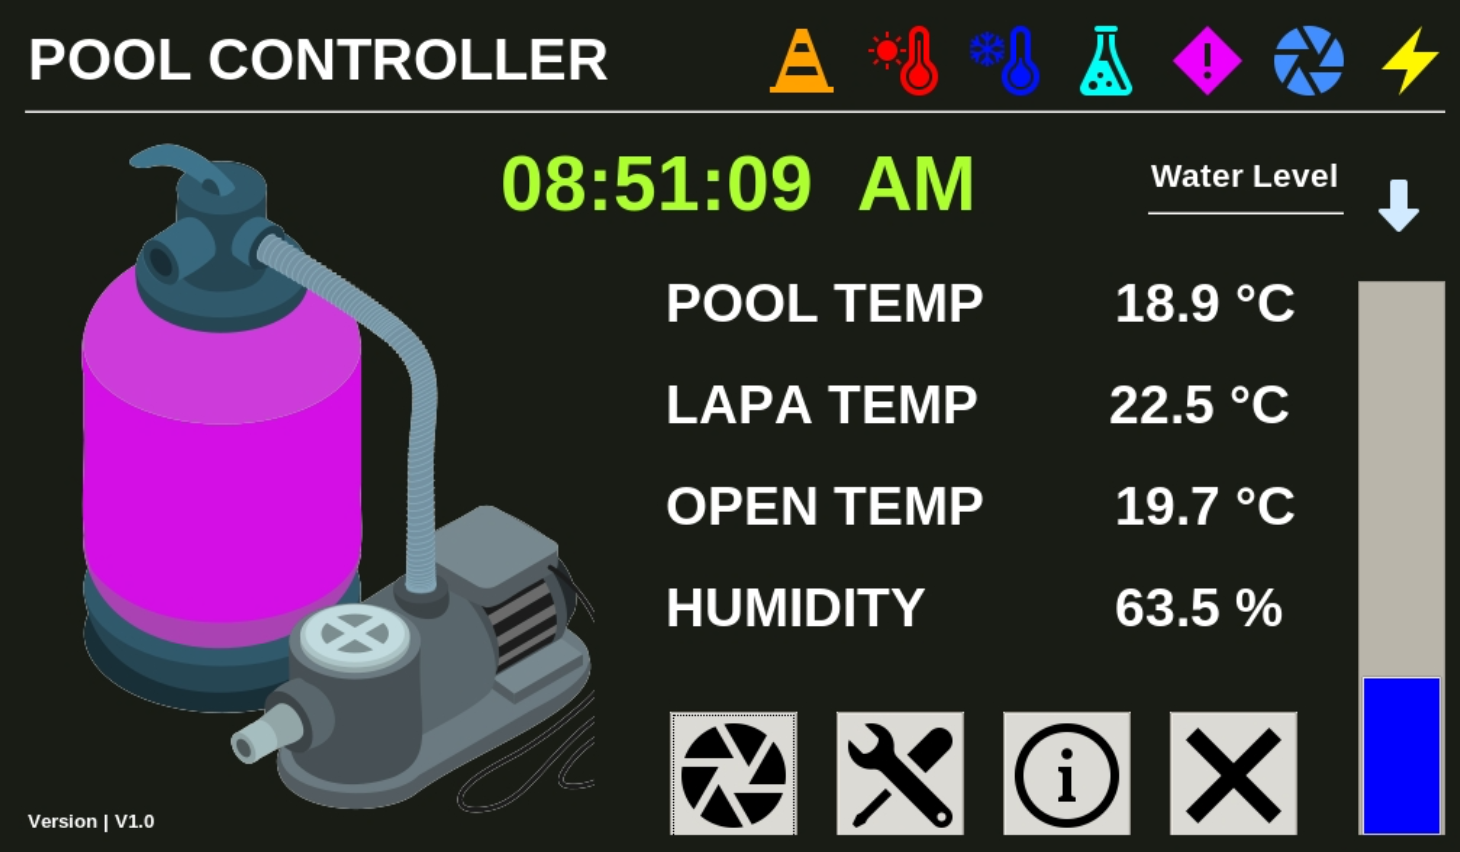 POOL CONTROLLER
08:51:09 AM
Water Level
POOL TEMP 18.9 °C
LAPA TEMP 22.5 °C
OPEN TEMP 19.7 °C
HUMIDITY 63.5 %
Version | V1.0